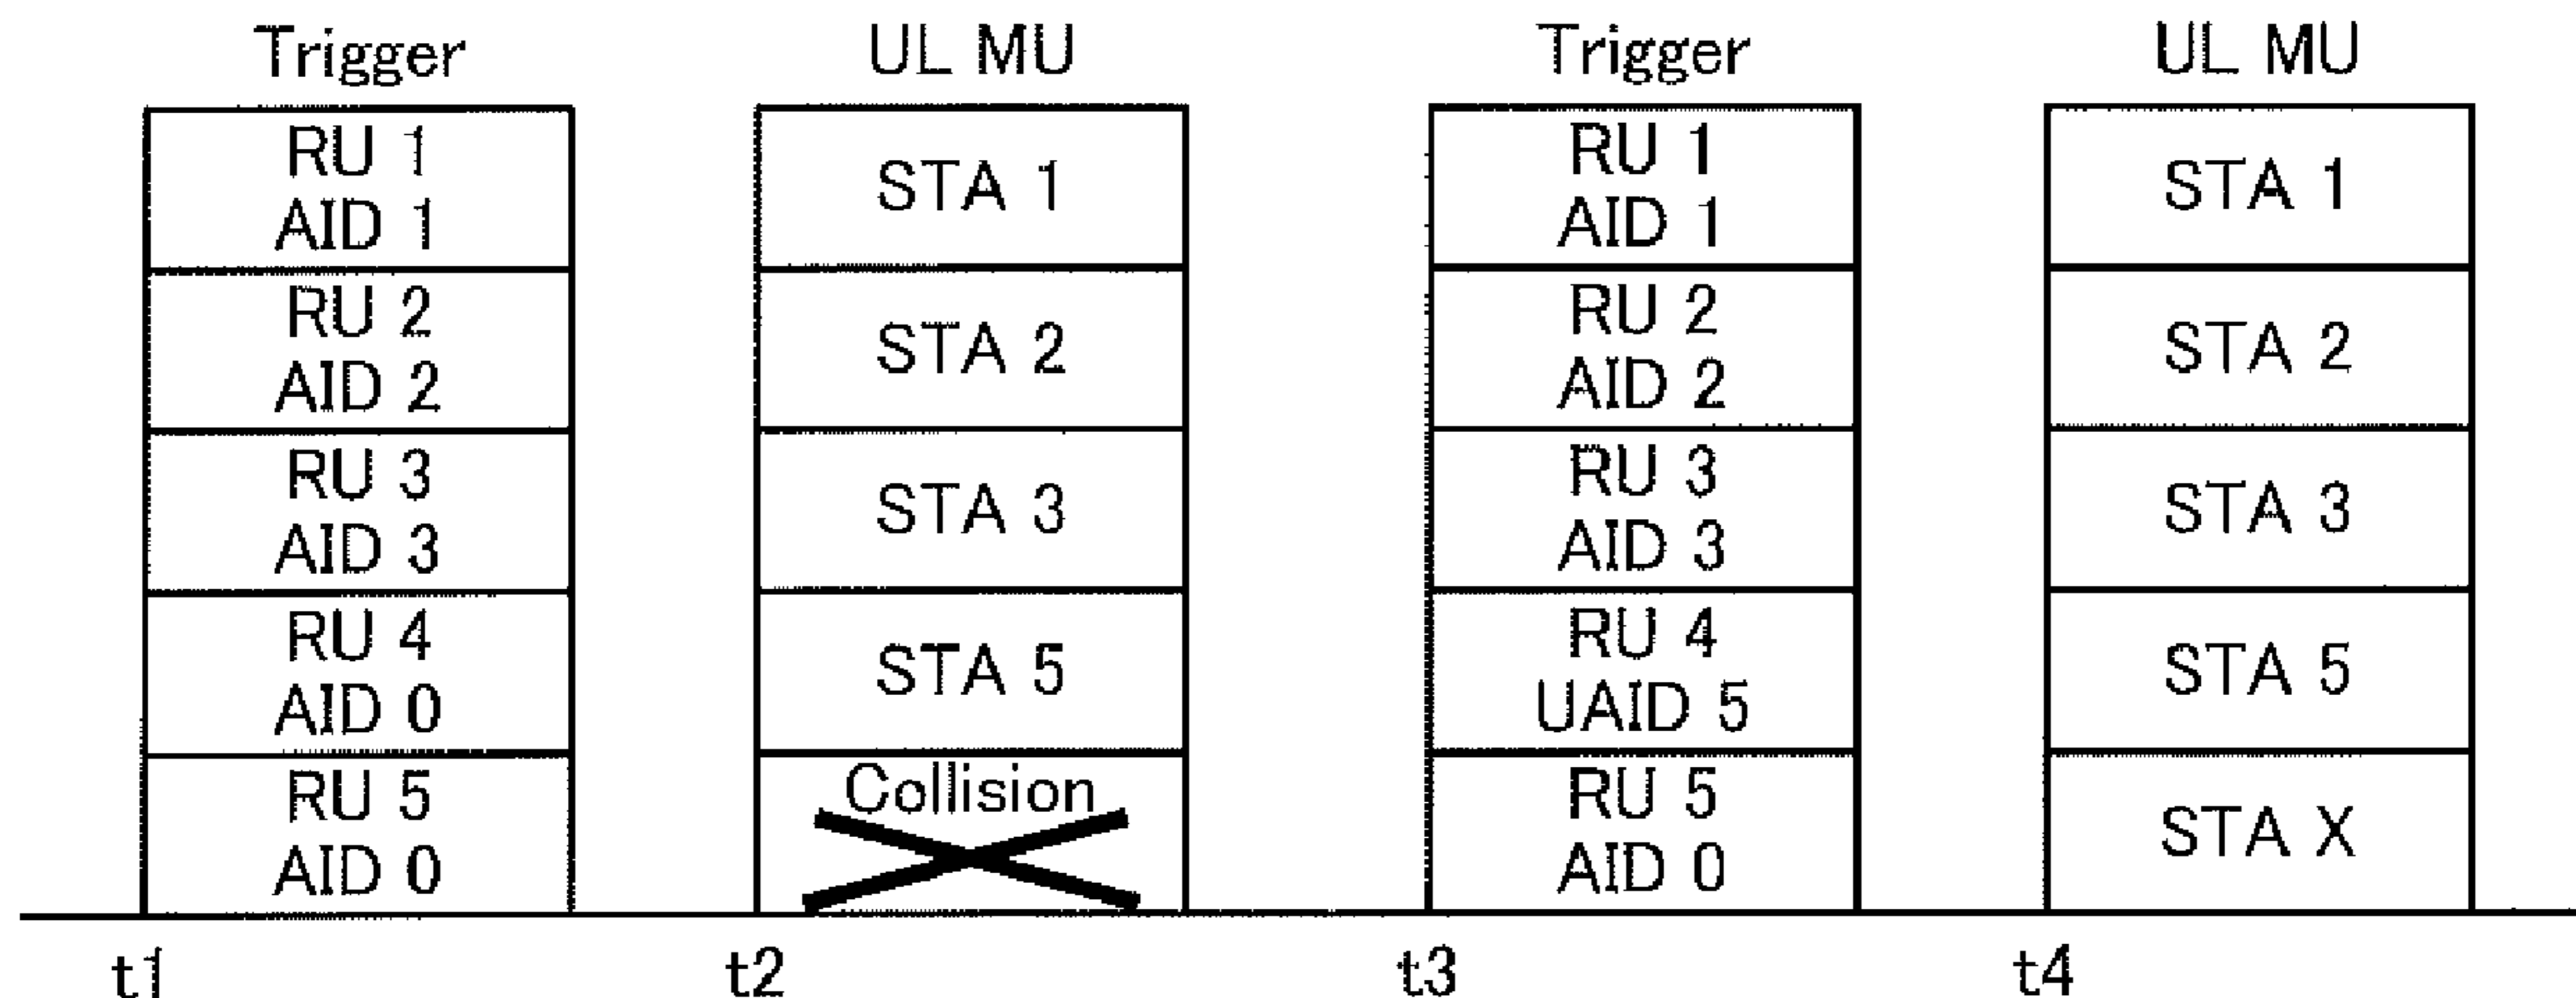 Trigger
RU 1
AID 1
RU 2
AID 2
RU 3
AID 3
RU 4
AID 0
RU 5
AID 0
UL MU
STA 1
STA 2
STA 3
STA 5
Collision
Trigger
RU 1
AID 1
RU 2
AID 2
RU 3
AID 3
RU 4
UAID 5
RU 5
AID 0
UL MU
STA 1
STA 2
STA 3
STA 5
STA X
t1
t2
t3
t4